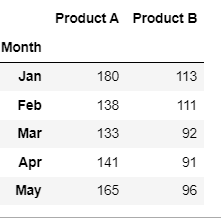 Product A Product B
Month
Jan 180 113
Feb 138 111
Mar 133 92
Apr 141 91
May 165 96